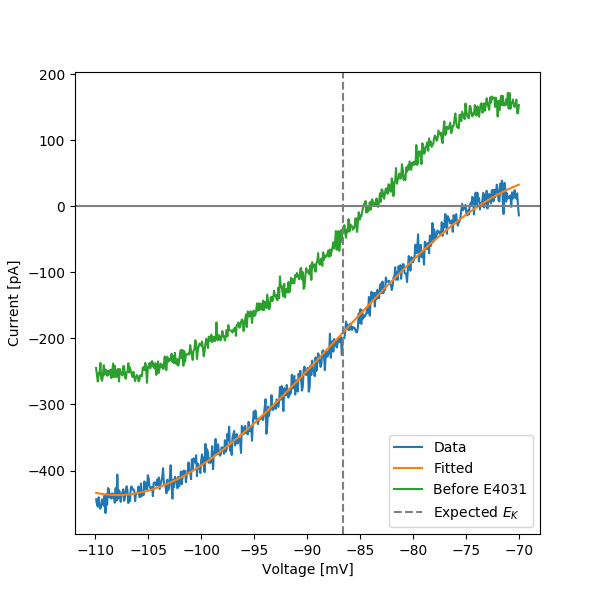 200
100
0
−100
−200
−300
−400
Current [pA]
−110 −105 −100 −95 −90 −85 −80 −75 −70
Voltage [mV]
Data
Fitted
Before E4031
Expected E_K